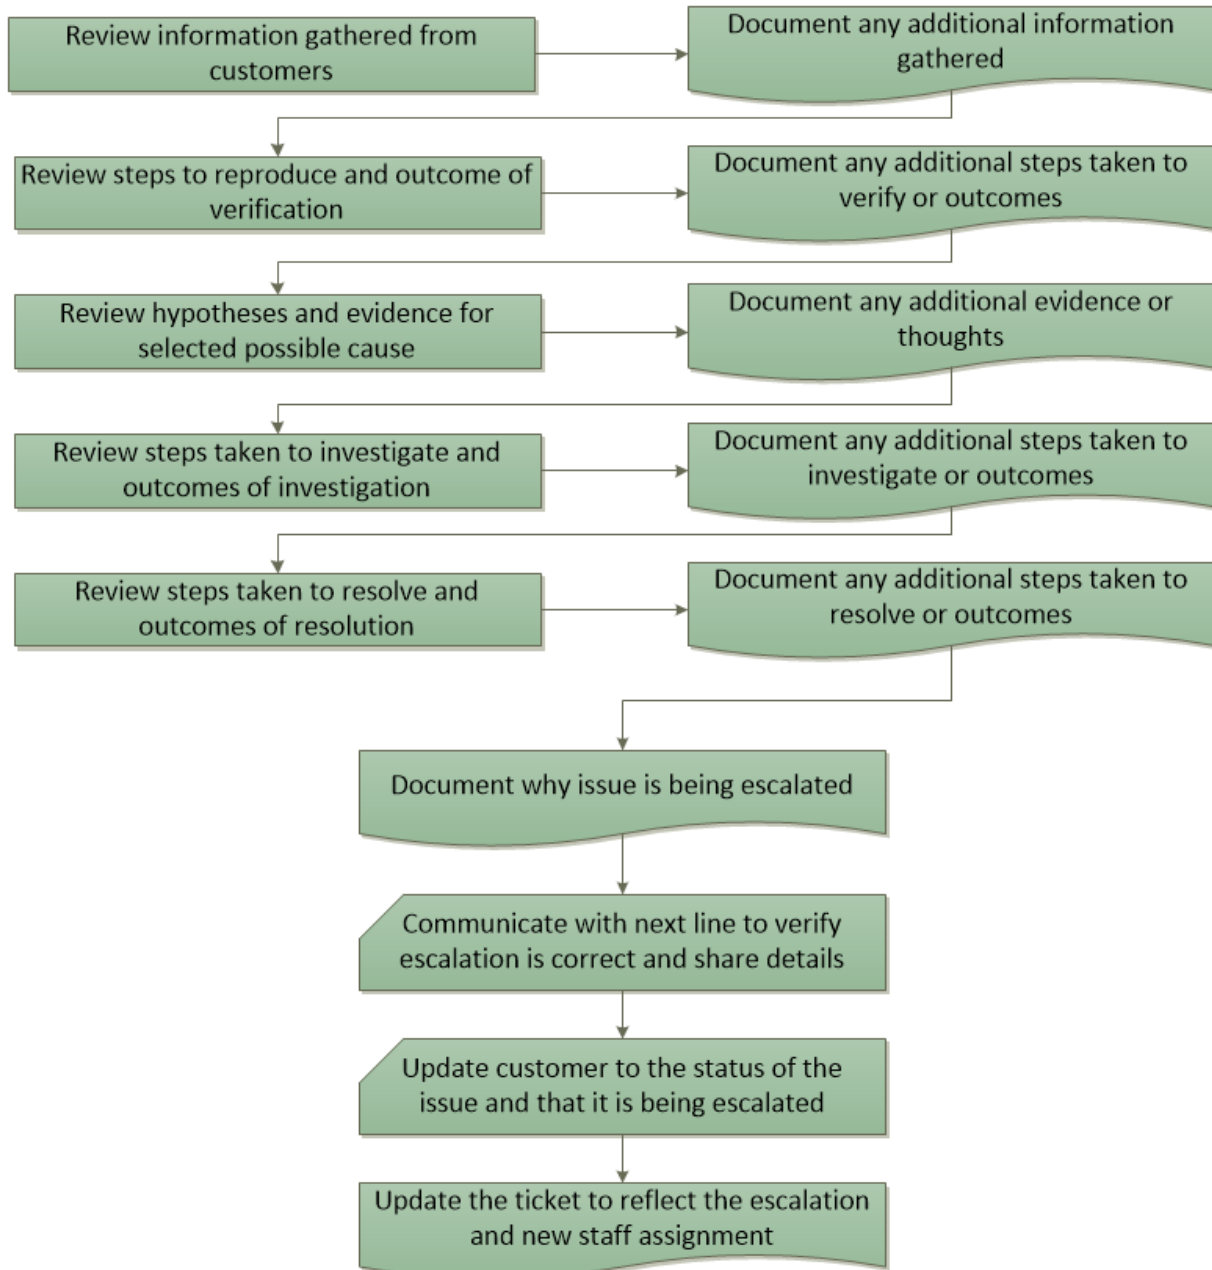 Review information gathered from
customers
Document any additional information
gathered
Review steps to reproduce and outcome of
verification
Document any additional steps taken to
verify or outcomes
Review hypotheses and evidence for
selected possible cause
Document any additional evidence or
thoughts
Review steps taken to investigate and
outcomes of investigation
Document any additional steps taken to
investigate or outcomes
Review steps taken to resolve and
outcomes of resolution
Document any additional steps taken to
resolve or outcomes
Document why issue is being escalated
Communicate with next line to verify
escalation is correct and share details
Update customer to the status of the
issue and that it is being escalated
Update the ticket to reflect the escalation
and new staff assignment